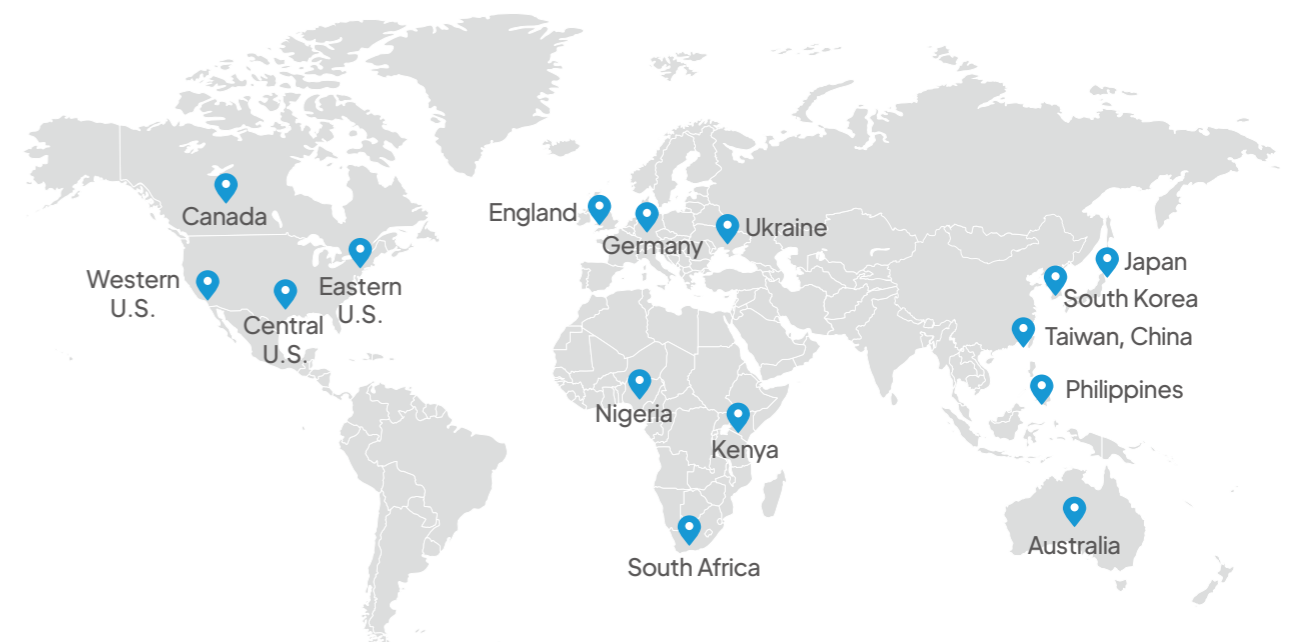 Canada
England
Ukraine
Germany
Japan
Western
U.S.
Eastern
U.S.
South Korea
Central
U.S.
Taiwan, China
Philippines
Nigeria
Kenya
Australia
South Africa